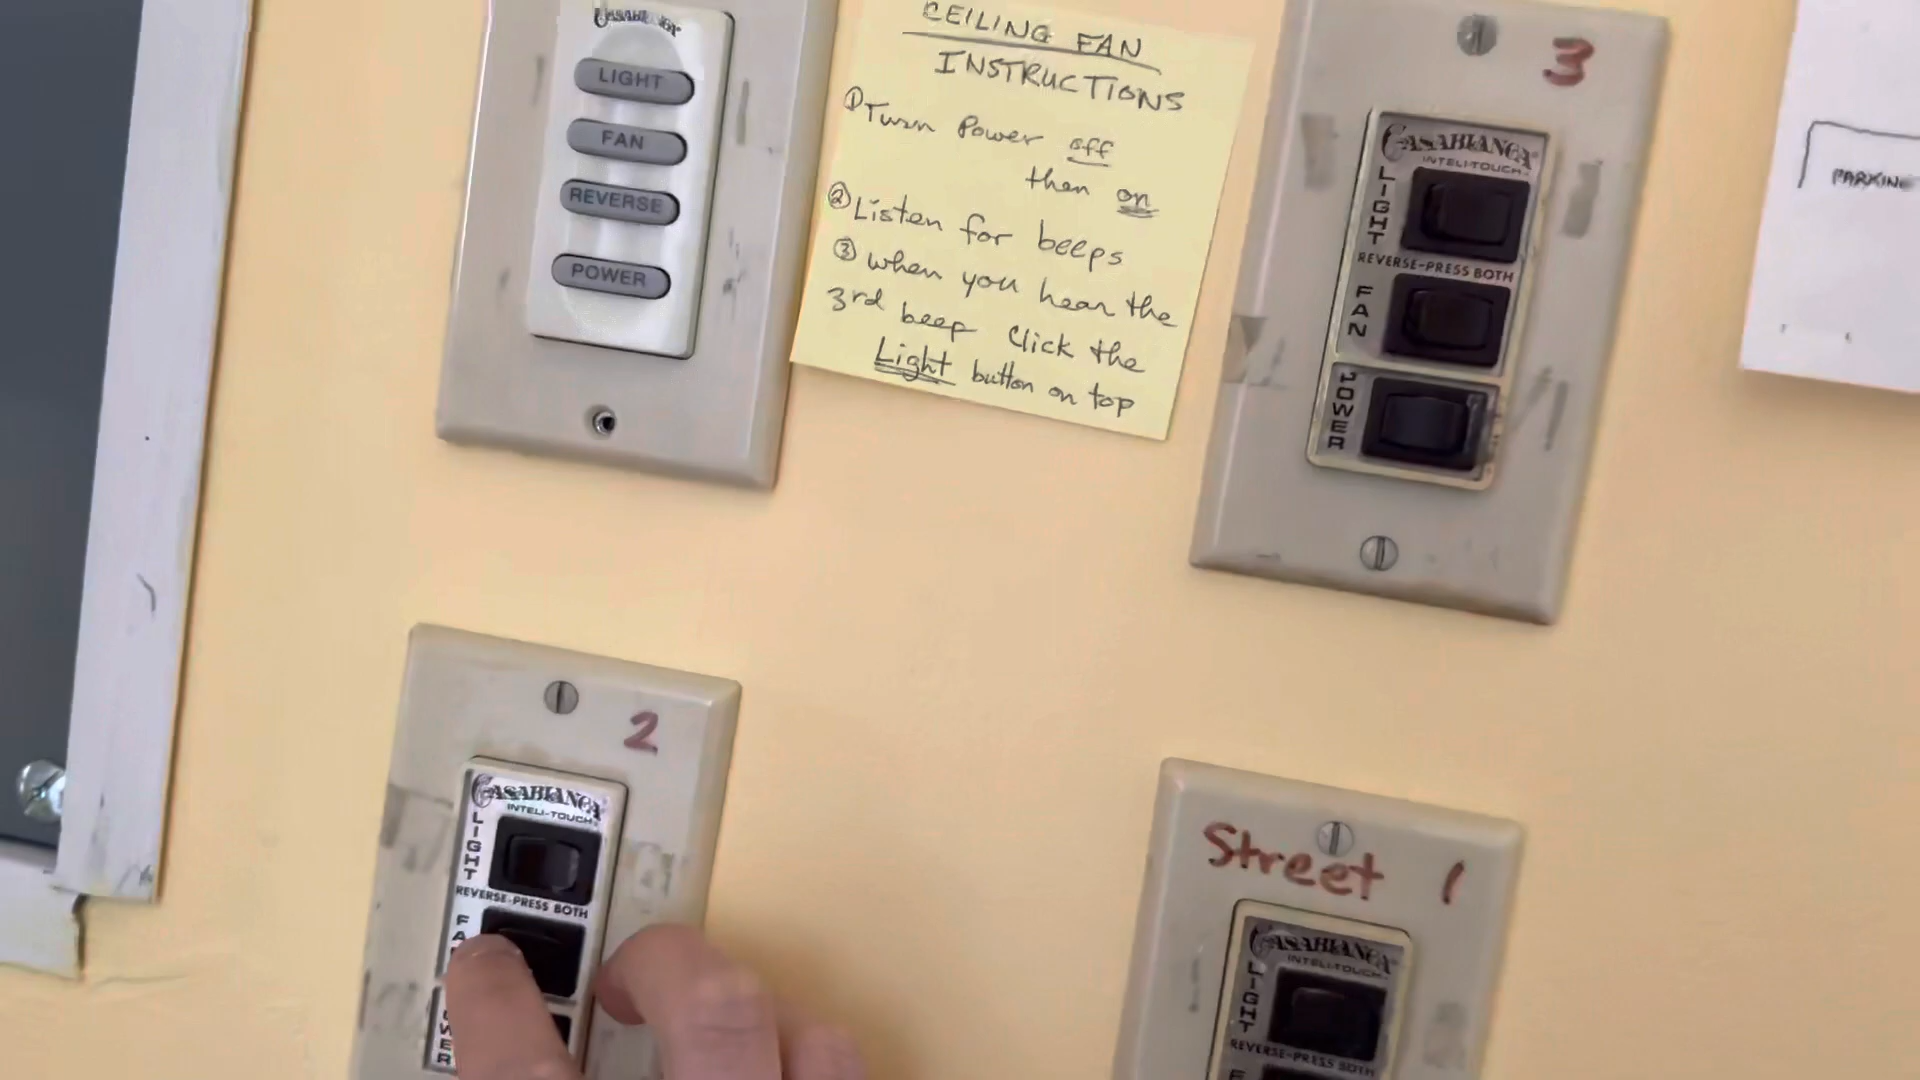 CASABLANCA
LIGHT
FAN
REVERSE
POWER
CEILING FAN
INSTRUCTIONS
① Turn Power off
then on
② Listen for beeps
③ when you hear the
3rd beep Click the
Light button on top
3
CASABLANCA
INTELI-TOUCH
LIGHT
REVERSE-PRESS BOTH
FAN
POWER
PARKING
2
CASABLANCA
INTELI-TOUCH
LIGHT
REVERSE-PRESS BOTH
Street 1
CASABLANCA
INTELI-TOUCH
LIGHT
REVERSE-PRESS BOTH